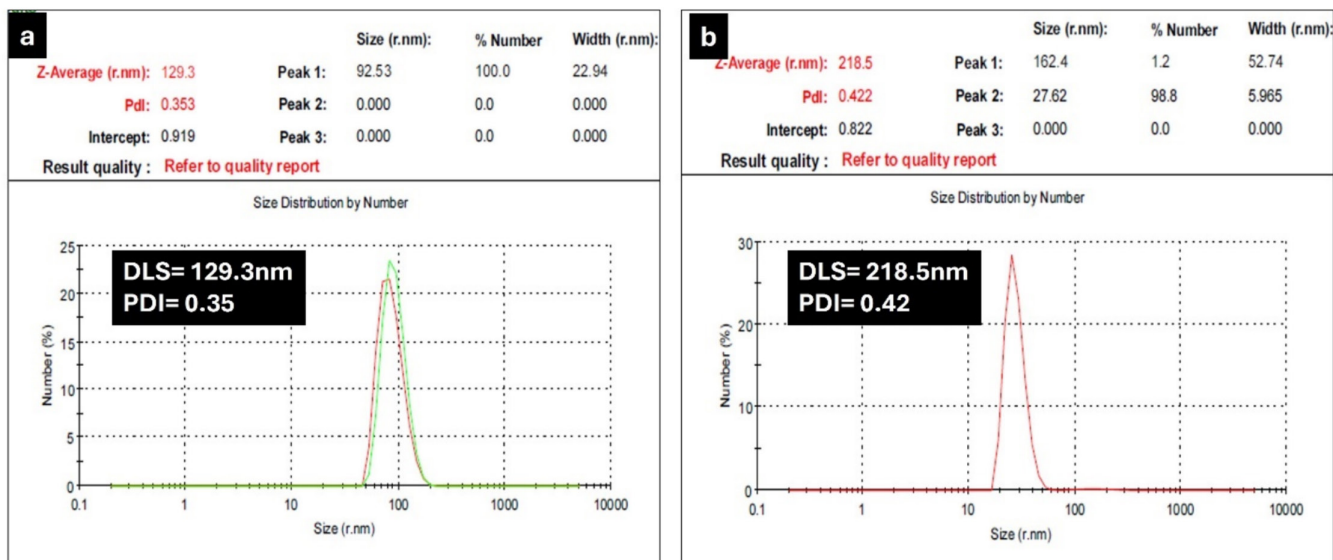 a
Size (r.nm): % Number Width (r.nm):
Z-Average (r.nm): 129.3 Peak 1: 92.53 100.0 22.94
PdI: 0.353 Peak 2: 0.000 0.0 0.000
Intercept: 0.919 Peak 3: 0.000 0.0 0.000
Result quality : Refer to quality report
Size Distribution by Number
DLS= 129.3nm
PDI= 0.35
Number (%)
25
20
15
10
5
0
0.1 1 10 100 1000 10000
Size (r.nm)
b
Size (r.nm): % Number Width (r.nm):
Z-Average (r.nm): 218.5 Peak 1: 162.4 1.2 52.74
PdI: 0.422 Peak 2: 27.62 98.8 5.965
Intercept: 0.822 Peak 3: 0.000 0.0 0.000
Result quality : Refer to quality report
Size Distribution by Number
DLS= 218.5nm
PDI= 0.42
Number (%)
30
20
10
0
0.1 1 10 100 1000 10000
Size (r.nm)